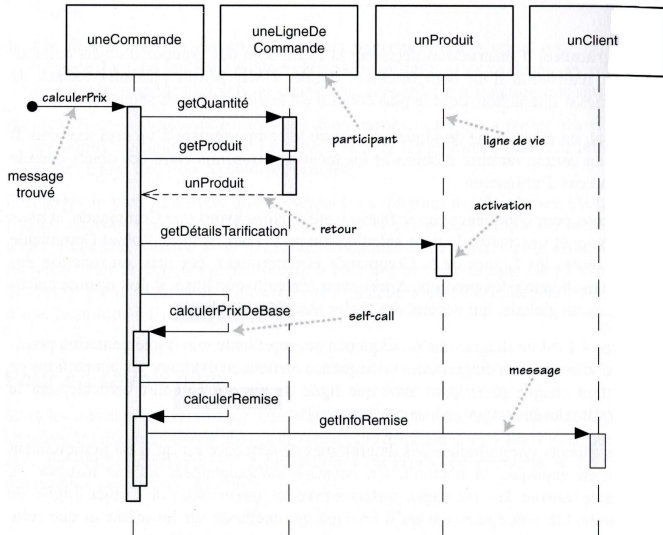 uneCommande
uneLigneDe
Commande
unProduit
unClient
calculerPrix
getQuantité
participant
ligne de vie
getProduit
message
trouvé
unProduit
retour
activation
getDétailsTarification
calculerPrixDeBase
self-call
message
calculerRemise
getInfoRemise